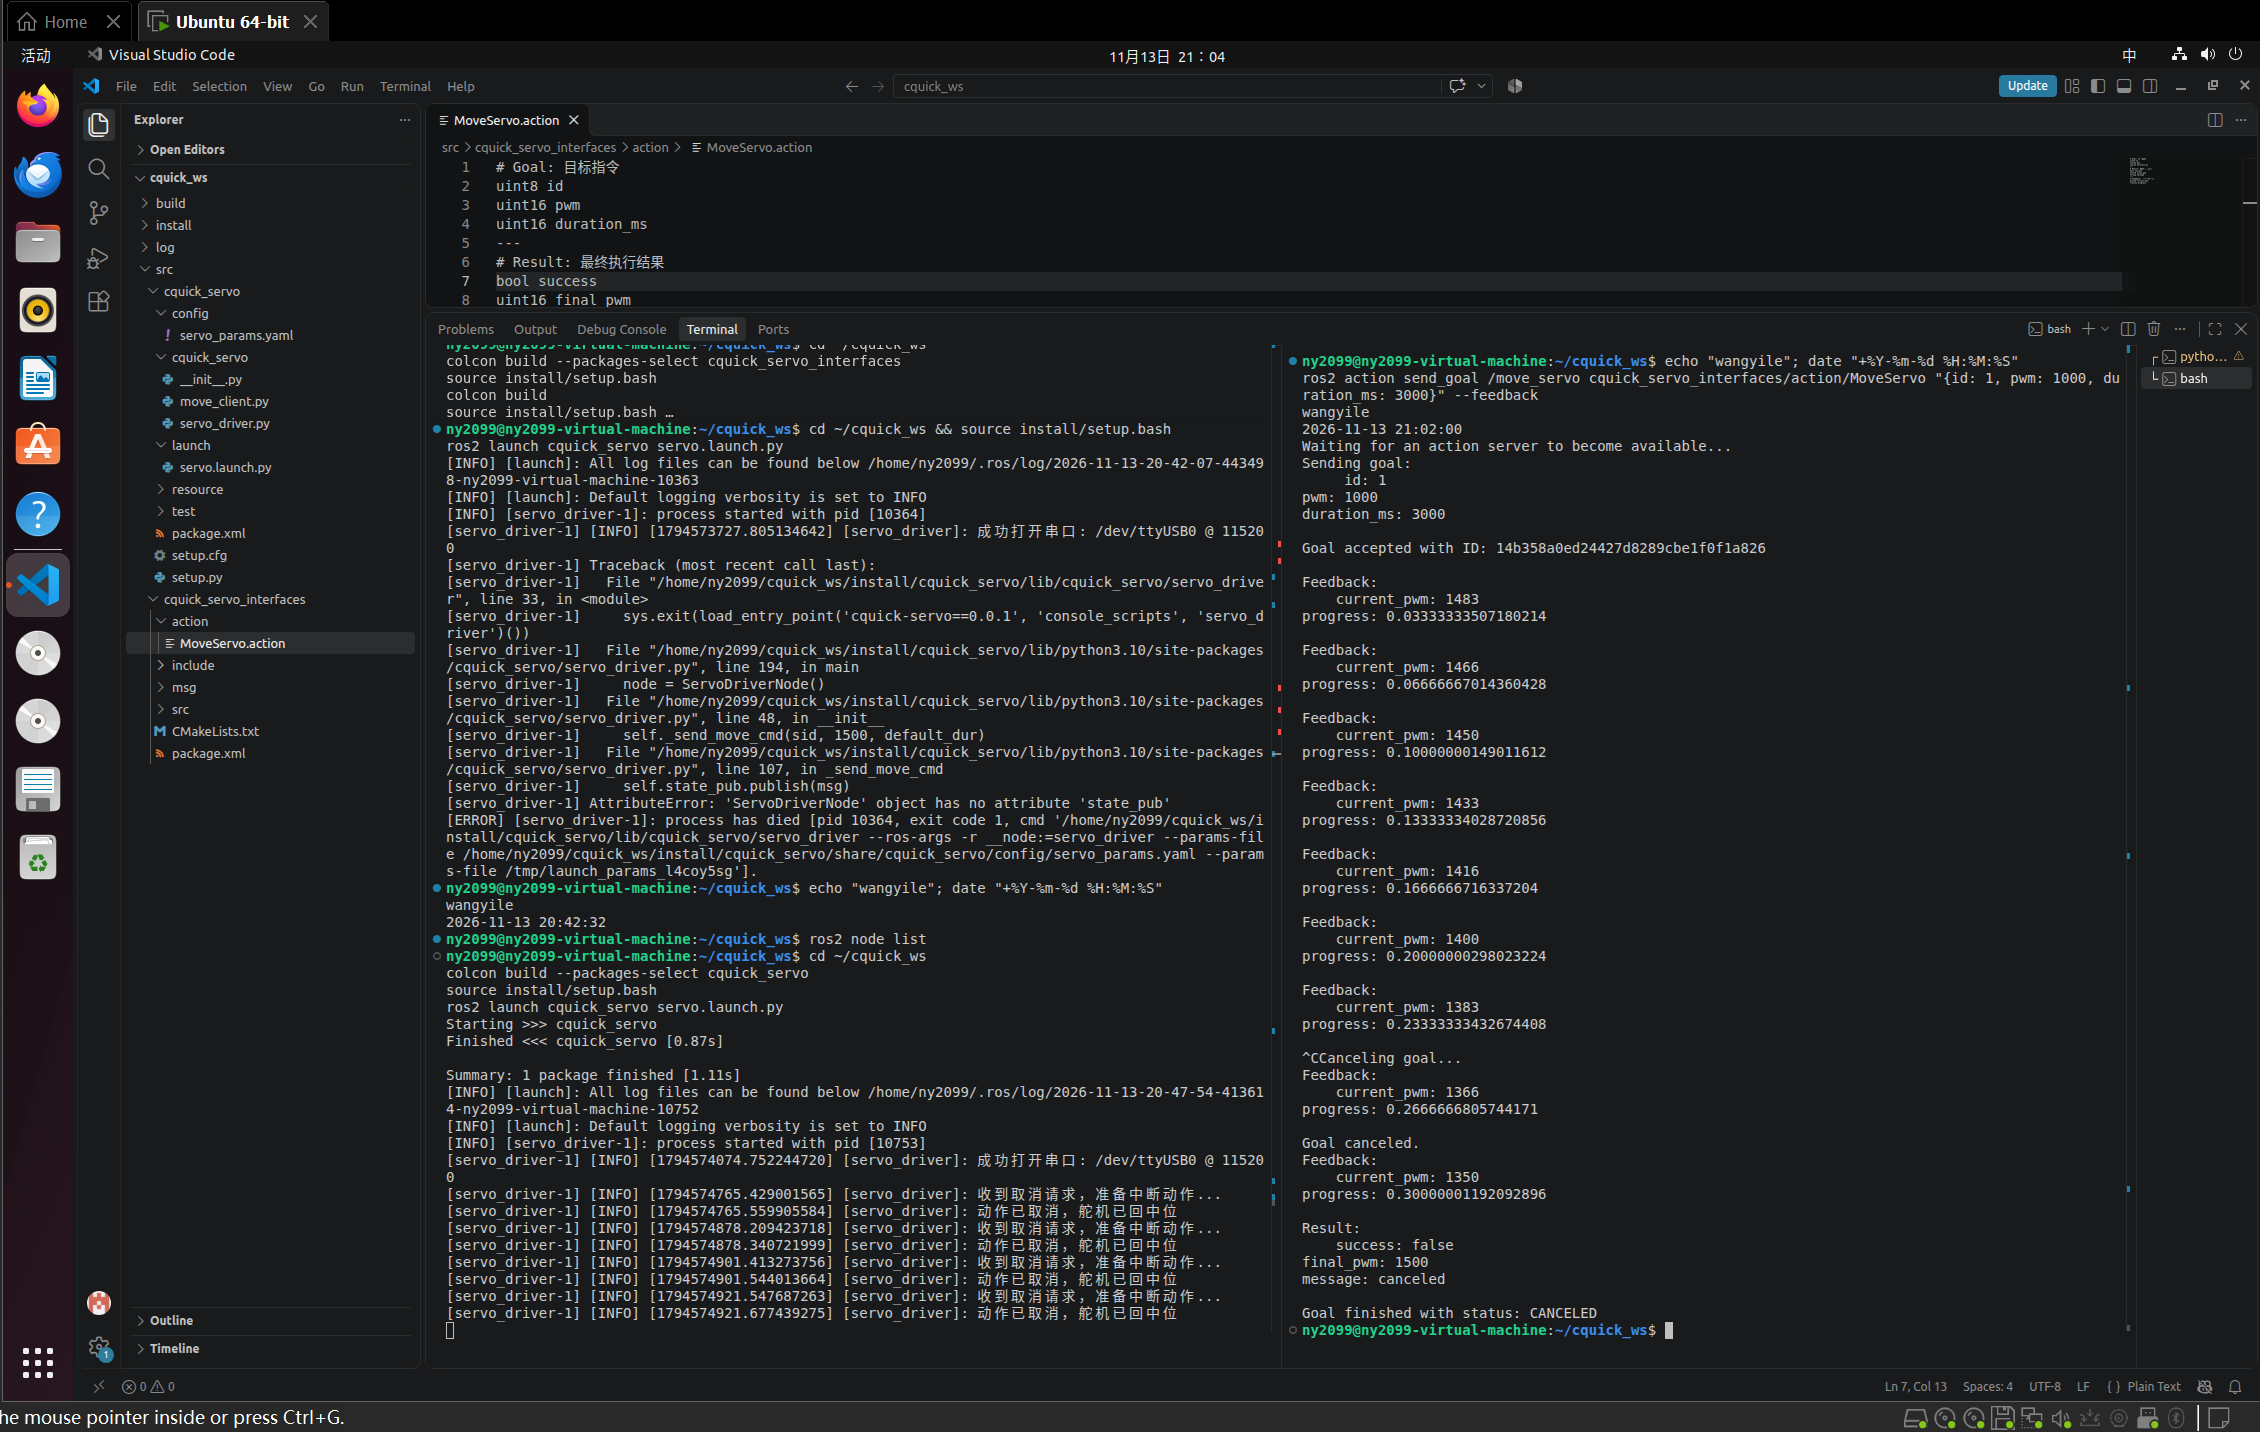 Home
Ubuntu 64-bit
活动
Visual Studio Code
11月13日 21：04
中
File Edit Selection View Go Run Terminal Help
cquick_ws
Update
Explorer
Open Editors
cquick_ws
build
install
log
src
cquick_servo
config
! servo_params.yaml
cquick_servo
__init__.py
move_client.py
servo_driver.py
launch
servo.launch.py
resource
test
package.xml
setup.cfg
setup.py
cquick_servo_interfaces
action
MoveServo.action
include
msg
src
CMakeLists.txt
package.xml
Outline
Timeline
MoveServo.action
src > cquick_servo_interfaces > action > MoveServo.action
1 # Goal: 目标指令
2 uint8 id
3 uint16 pwm
4 uint16 duration_ms
5 ---
6 # Result: 最终执行结果
7 bool success
8 uint16 final_pwm
Problems Output Debug Console Terminal Ports
bash
ny2099@ny2099-virtual-machine:~/cquick_ws$ cd ~/cquick_ws
colcon build --packages-select cquick_servo_interfaces
source install/setup.bash
colcon build
source install/setup.bash …
ny2099@ny2099-virtual-machine:~/cquick_ws$ cd ~/cquick_ws && source install/setup.bash
ros2 launch cquick_servo servo.launch.py
[INFO] [launch]: All log files can be found below /home/ny2099/.ros/log/2026-11-13-20-42-07-44349
8-ny2099-virtual-machine-10363
[INFO] [launch]: Default logging verbosity is set to INFO
[INFO] [servo_driver-1]: process started with pid [10364]
[servo_driver-1] [INFO] [1794573727.805134642] [servo_driver]: 成功打开串口: /dev/ttyUSB0 @ 11520
0
[servo_driver-1] Traceback (most recent call last):
[servo_driver-1]   File "/home/ny2099/cquick_ws/install/cquick_servo/lib/cquick_servo/servo_drive
r", line 33, in <module>
[servo_driver-1]     sys.exit(load_entry_point('cquick-servo==0.0.1', 'console_scripts', 'servo_d
river')())
[servo_driver-1]   File "/home/ny2099/cquick_ws/install/cquick_servo/lib/python3.10/site-packages
/cquick_servo/servo_driver.py", line 194, in main
[servo_driver-1]     node = ServoDriverNode()
[servo_driver-1]   File "/home/ny2099/cquick_ws/install/cquick_servo/lib/python3.10/site-packages
/cquick_servo/servo_driver.py", line 48, in __init__
[servo_driver-1]     self._send_move_cmd(sid, 1500, default_dur)
[servo_driver-1]   File "/home/ny2099/cquick_ws/install/cquick_servo/lib/python3.10/site-packages
/cquick_servo/servo_driver.py", line 107, in _send_move_cmd
[servo_driver-1]     self.state_pub.publish(msg)
[servo_driver-1] AttributeError: 'ServoDriverNode' object has no attribute 'state_pub'
[ERROR] [servo_driver-1]: process has died [pid 10364, exit code 1, cmd '/home/ny2099/cquick_ws/i
nstall/cquick_servo/lib/cquick_servo/servo_driver --ros-args -r __node:=servo_driver --params-fil
e /home/ny2099/cquick_ws/install/cquick_servo/share/cquick_servo/config/servo_params.yaml --param
s-file /tmp/launch_params_l4coy5sg'].
ny2099@ny2099-virtual-machine:~/cquick_ws$ echo "wangyile"; date "+%Y-%m-%d %H:%M:%S"
wangyile
2026-11-13 20:42:32
ny2099@ny2099-virtual-machine:~/cquick_ws$ ros2 node list
ny2099@ny2099-virtual-machine:~/cquick_ws$ cd ~/cquick_ws
colcon build --packages-select cquick_servo
source install/setup.bash
ros2 launch cquick_servo servo.launch.py
Starting >>> cquick_servo
Finished <<< cquick_servo [0.87s]
Summary: 1 package finished [1.11s]
[INFO] [launch]: All log files can be found below /home/ny2099/.ros/log/2026-11-13-20-47-54-41361
4-ny2099-virtual-machine-10752
[INFO] [launch]: Default logging verbosity is set to INFO
[INFO] [servo_driver-1]: process started with pid [10753]
[servo_driver-1] [INFO] [1794574074.752244720] [servo_driver]: 成功打开串口: /dev/ttyUSB0 @ 11520
0
[servo_driver-1] [INFO] [1794574765.429001565] [servo_driver]: 收到取消请求，准备中断动作...
[servo_driver-1] [INFO] [1794574765.559905584] [servo_driver]: 动作已取消，舵机已回中位
[servo_driver-1] [INFO] [1794574878.209423718] [servo_driver]: 收到取消请求，准备中断动作...
[servo_driver-1] [INFO] [1794574878.340721999] [servo_driver]: 动作已取消，舵机已回中位
[servo_driver-1] [INFO] [1794574901.413273756] [servo_driver]: 收到取消请求，准备中断动作...
[servo_driver-1] [INFO] [1794574901.544013664] [servo_driver]: 动作已取消，舵机已回中位
[servo_driver-1] [INFO] [1794574921.547687263] [servo_driver]: 收到取消请求，准备中断动作...
[servo_driver-1] [INFO] [1794574921.677439275] [servo_driver]: 动作已取消，舵机已回中位
ny2099@ny2099-virtual-machine:~/cquick_ws$ echo "wangyile"; date "+%Y-%m-%d %H:%M:%S"
ros2 action send_goal /move_servo cquick_servo_interfaces/action/MoveServo "{id: 1, pwm: 1000, du
ration_ms: 3000}" --feedback
wangyile
2026-11-13 21:02:00
Waiting for an action server to become available...
Sending goal:
id: 1
pwm: 1000
duration_ms: 3000
Goal accepted with ID: 14b358a0ed24427d8289cbe1f0f1a826
Feedback:
current_pwm: 1483
progress: 0.03333333507180214
Feedback:
current_pwm: 1466
progress: 0.06666667014360428
Feedback:
current_pwm: 1450
progress: 0.10000000149011612
Feedback:
current_pwm: 1433
progress: 0.13333334028720856
Feedback:
current_pwm: 1416
progress: 0.1666666716337204
Feedback:
current_pwm: 1400
progress: 0.20000000298023224
Feedback:
current_pwm: 1383
progress: 0.23333333432674408
^CCanceling goal...
Feedback:
current_pwm: 1366
progress: 0.2666666805744171
Goal canceled.
Feedback:
current_pwm: 1350
progress: 0.30000001192092896
Result:
success: false
final_pwm: 1500
message: canceled
Goal finished with status: CANCELED
ny2099@ny2099-virtual-machine:~/cquick_ws$
pytho...
bash
1
0 0
Ln 7, Col 13 Spaces: 4 UTF-8 LF { } Plain Text
he mouse pointer inside or press Ctrl+G.